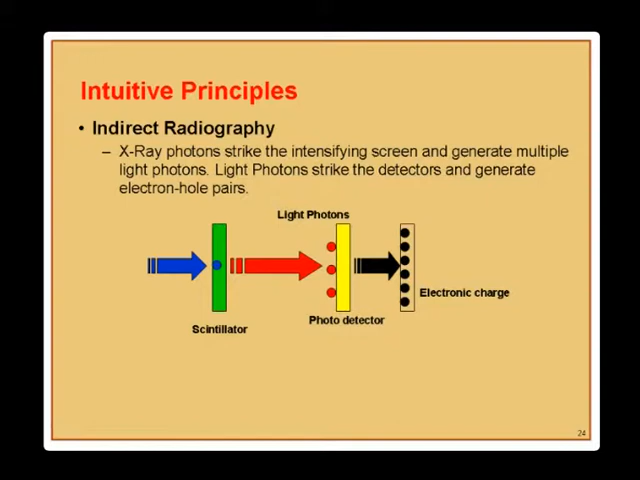 Intuitive Principles
• Indirect Radiography
– X-Ray photons strike the intensifying screen and generate multiple
light photons. Light Photons strike the detectors and generate
electron-hole pairs.
Light Photons
Electronic charge
Photo detector
Scintillator
24